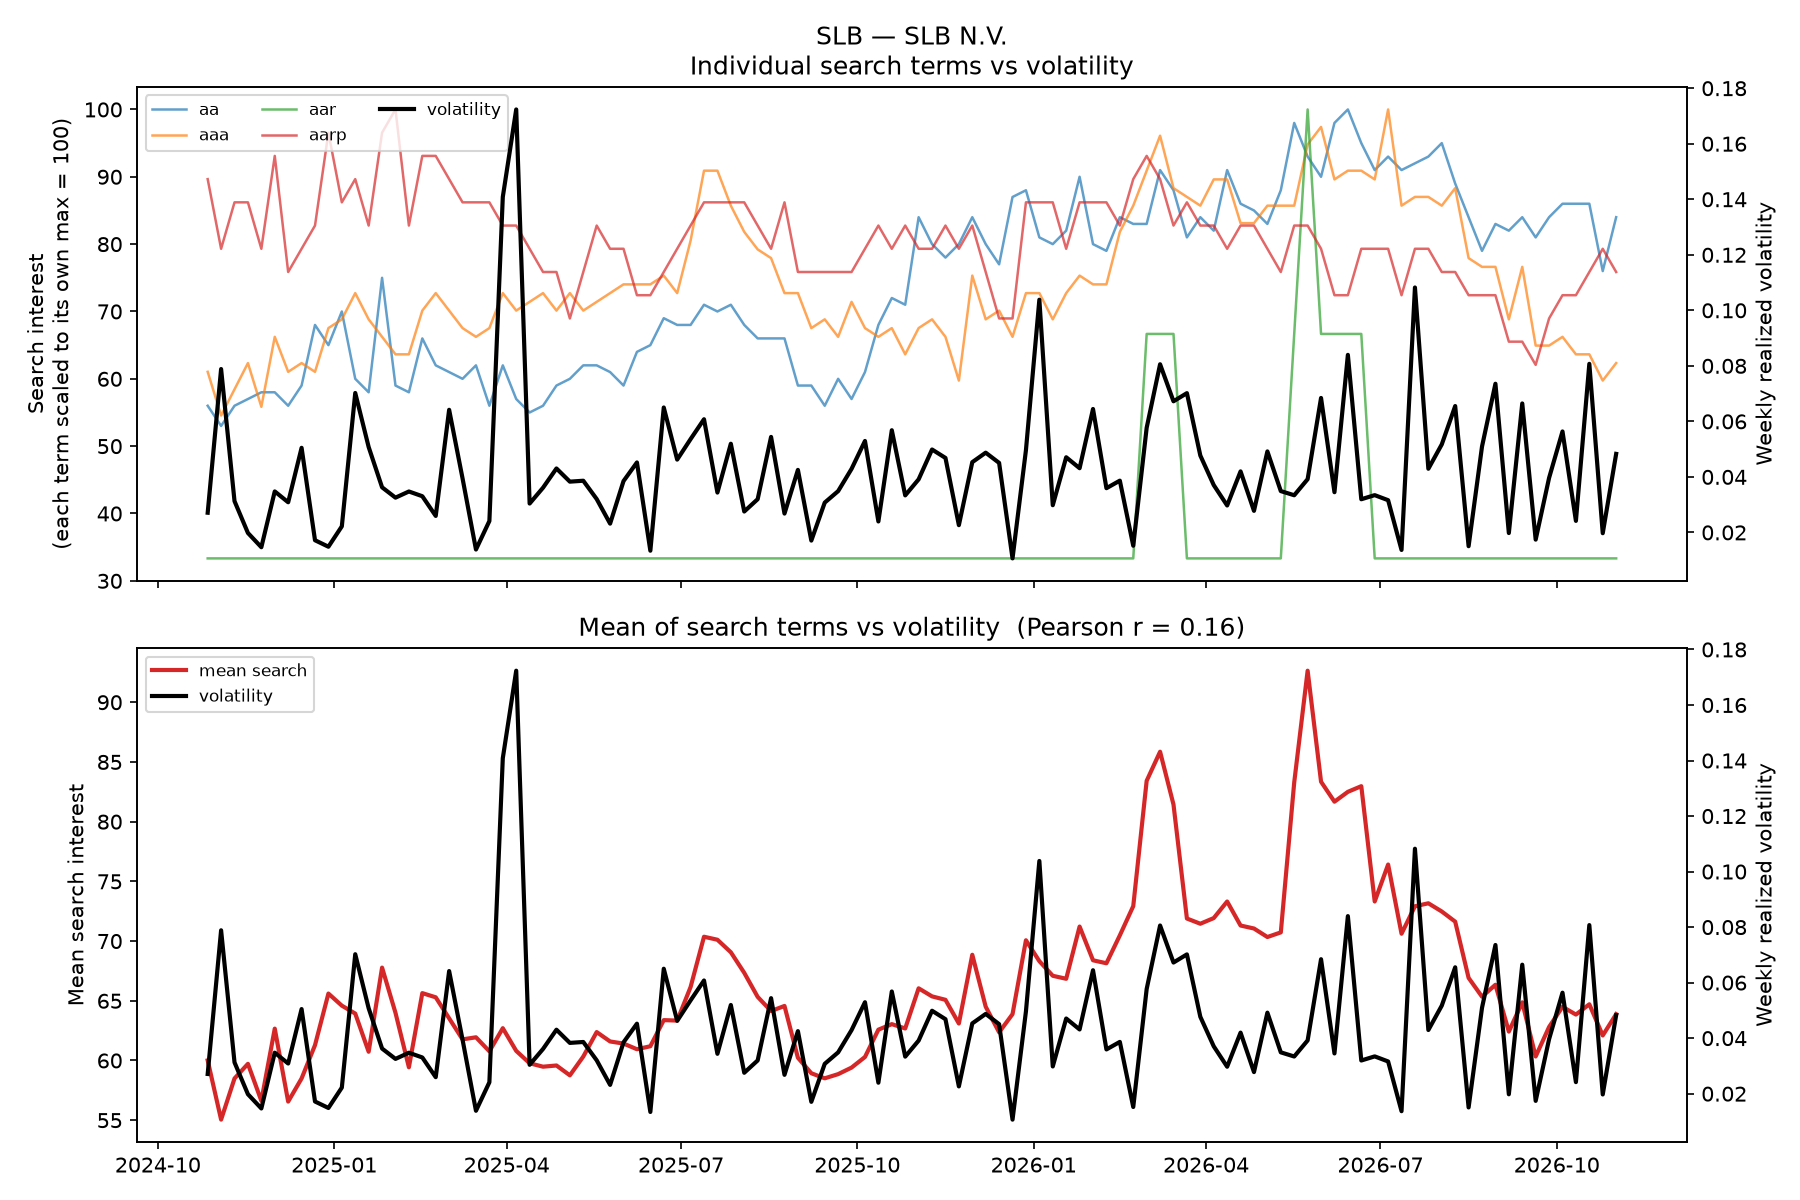 SLB — SLB N.V.
Individual search terms vs volatility
aa
aaa
aar
aarp
volatility
Search interest
(each term scaled to its own max = 100)
100
90
80
70
60
50
40
30
Weekly realized volatility
0.18
0.16
0.14
0.12
0.10
0.08
0.06
0.04
0.02
Mean of search terms vs volatility (Pearson r = 0.16)
mean search
volatility
Mean search interest
90
85
80
75
70
65
60
55
Weekly realized volatility
0.18
0.16
0.14
0.12
0.10
0.08
0.06
0.04
0.02
2024-10
2025-01
2025-04
2025-07
2025-10
2026-01
2026-04
2026-07
2026-10